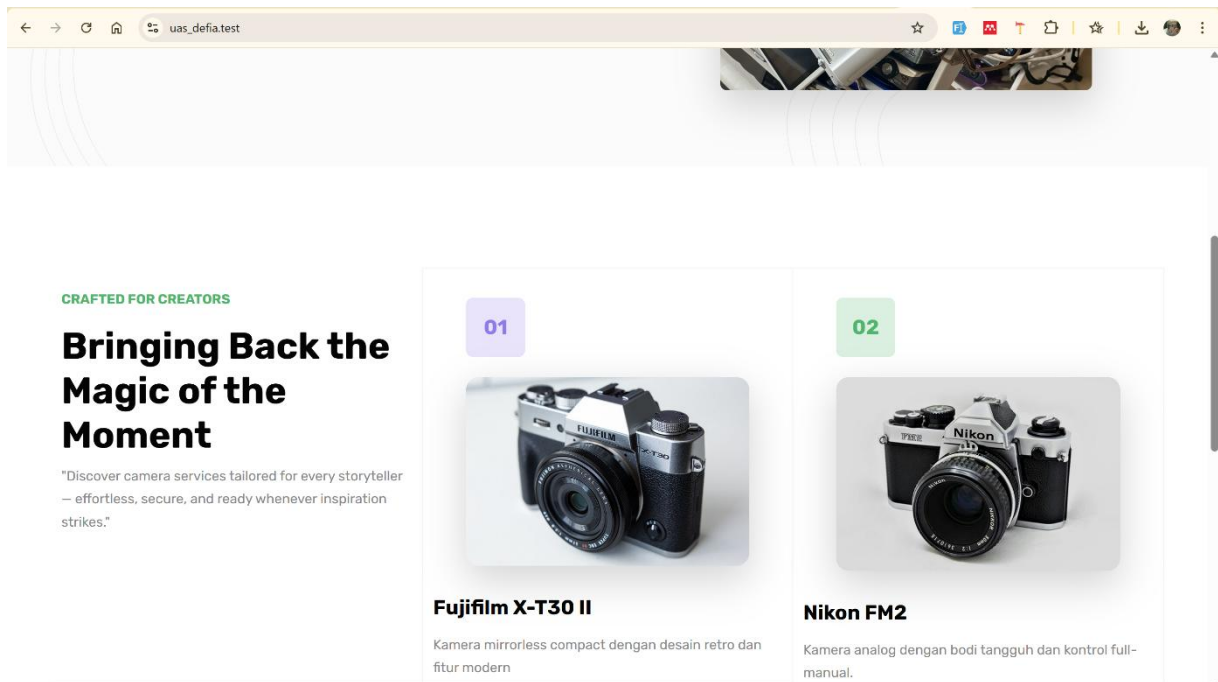 uas_defia.test
CRAFTED FOR CREATORS
Bringing Back the
Magic of the
Moment
"Discover camera services tailored for every storyteller
— effortless, secure, and ready whenever inspiration
strikes."
01
FUJIFILM
X-T30
Fujifilm X-T30 II
Kamera mirrorless compact dengan desain retro dan
fitur modern
02
FM2
Nikon
Nikon
Nikon FM2
Kamera analog dengan bodi tangguh dan kontrol full-
manual.